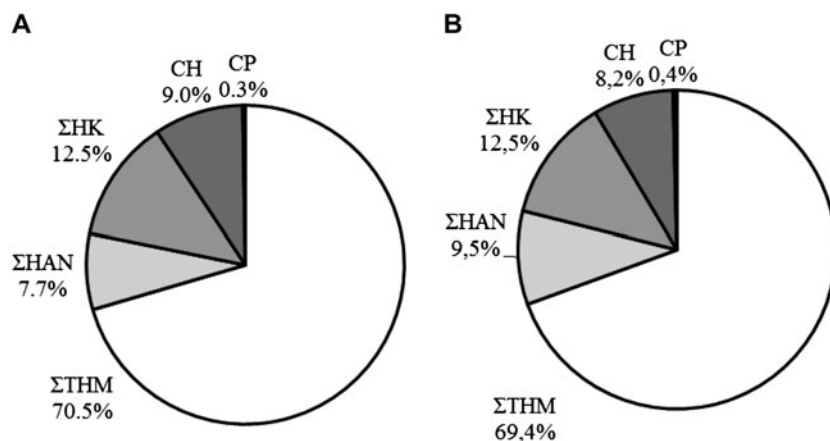 A
CH
9.0%
CP
0.3%
ΣHK
12.5%
ΣHAN
7.7%
ΣTHM
70.5%
B
CH
8,2%
CP
0,4%
ΣHK
12,5%
ΣHAN
9,5%
ΣTHM
69,4%